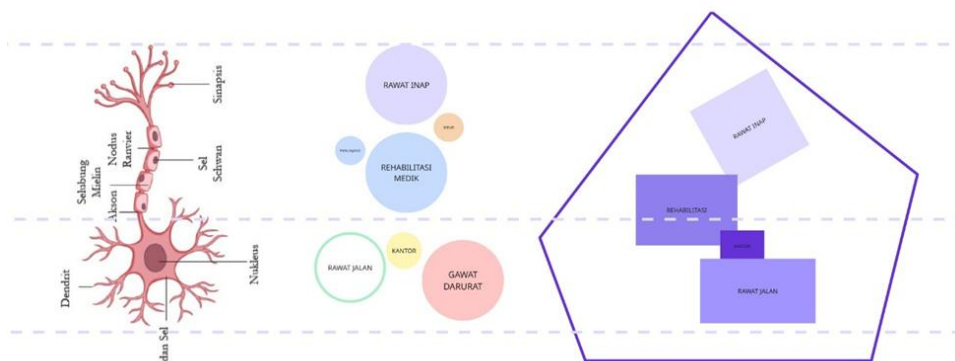 Sinapsis
Nodus
Ranvier
Sel
Schwan
Selubung
Mielin
Akson
Nukleus
Dendrit
dan Sel
RAWAT INAP
REHABILITASI
MEDIK
RAWAT JALAN
KANTOR
GAWAT
DARURAT
RAWAT INAP
REHABILITASI
RAWAT JALAN